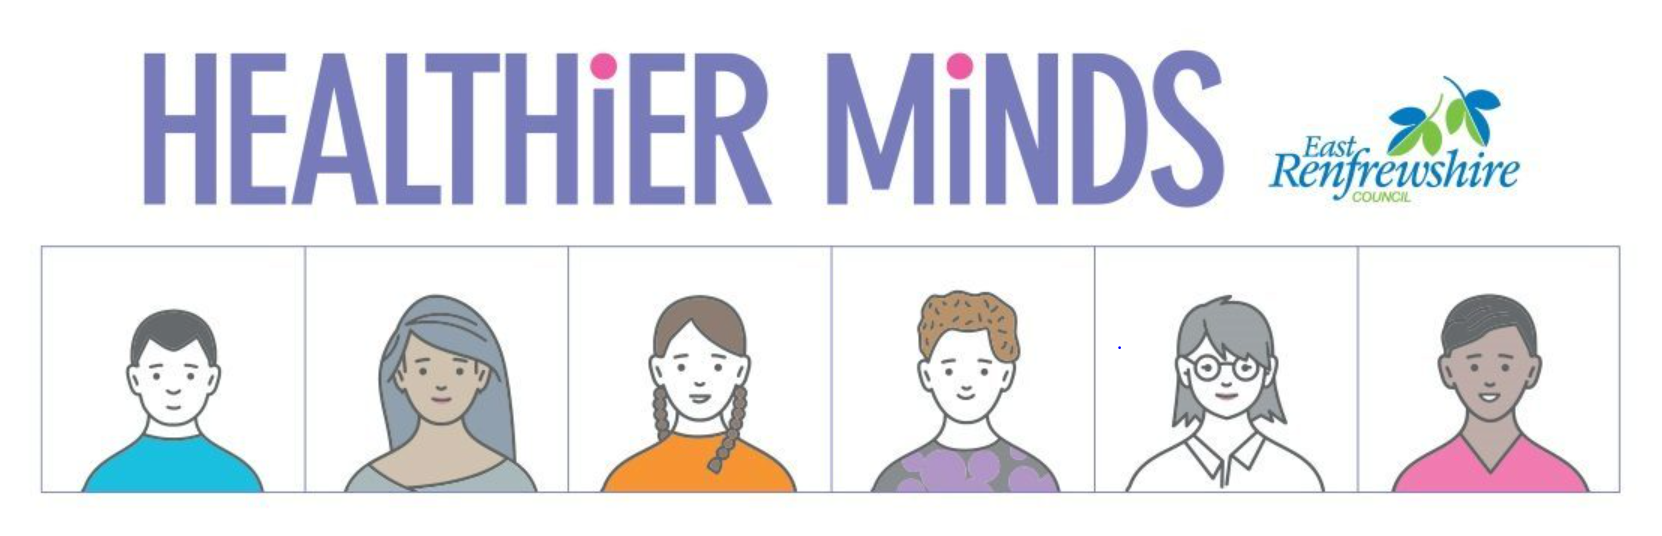 HEALTHiER MiNDS
East
Renfrewshire
COUNCIL